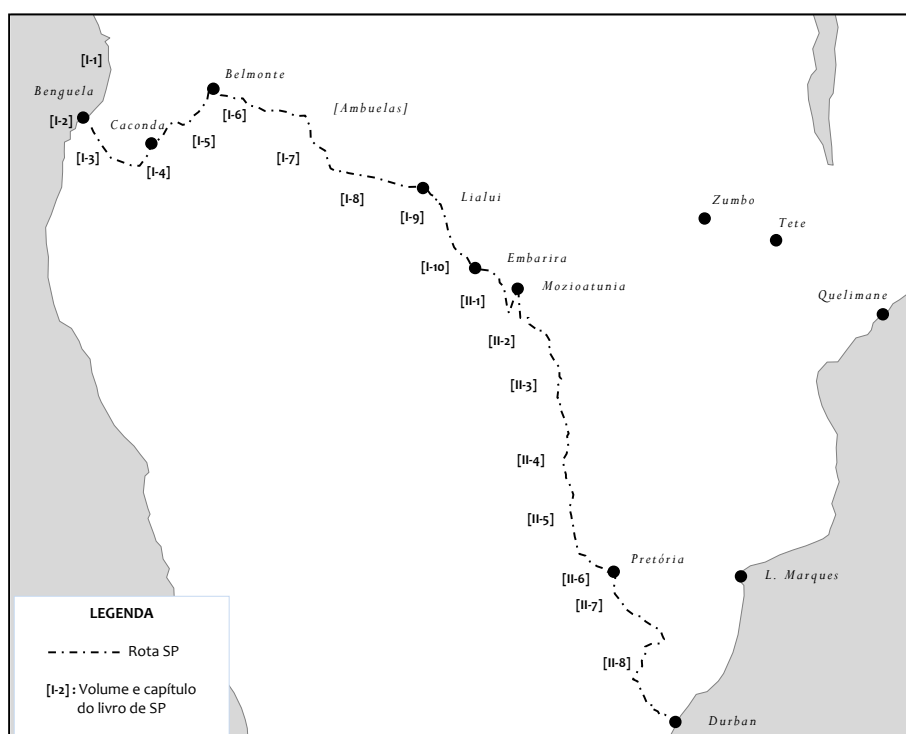 [I-1]
Belmonte
Benguela
[I-6]
[Ambuelas]
[I-2]
Caconda
[I-5]
[I-3]
[I-7]
[I-4]
[I-8]
Lialui
Zumbo
[I-9]
Tete
Embarira
[I-10]
Mozioatunia
Quelimane
[II-1]
[II-2]
[II-3]
[II-4]
[II-5]
Pretória
[II-6]
L. Marques
[II-7]
LEGENDA
Rota SP
[II-8]
[I-2] : Volume e capítulo
do livro de SP
Durban